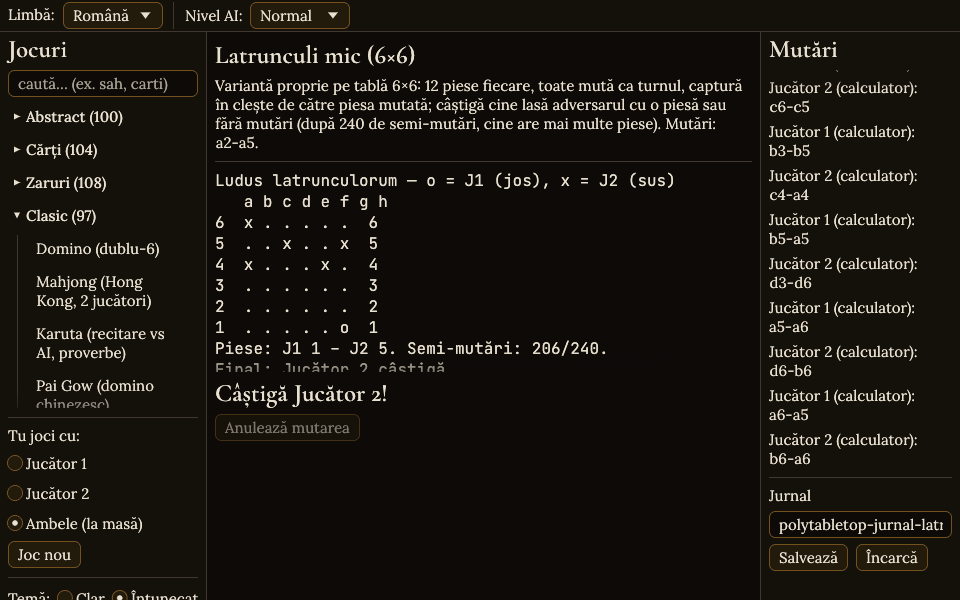 Limbă: Română Nivel AI: Normal
Jocuri
caută... (ex. sah, carti)
Abstract (100)
Cărți (104)
Zaruri (108)
Clasic (97)
Domino (dublu-6)
Mahjong (Hong
Kong, 2 jucători)
Karuta (recitare vs
AI, proverbe)
Pai Gow (domino
chinezesc)
Tu joci cu:
Jucător 1
Jucător 2
Ambele (la masă)
Joc nou
Temă: Clar Întunecat
Latrunculi mic (6×6)
Variantă proprie pe tablă 6×6: 12 piese fiecare, toate mută ca turnul, captură
în clește de către piesa mutată; câștigă cine lasă adversarul cu o piesă sau
fără mutări (după 240 de semi-mutări, cine are mai multe piese). Mutări:
a2-a5.
Ludus latrunculorum — o = J1 (jos), x = J2 (sus)
a b c d e f g h
6 x . . . . . 6
5 . . x . . x 5
4 x . . . x . 4
3 . . . . . . 3
2 . . . . . . 2
1 . . . . . o 1
Piese: J1 1 – J2 5. Semi-mutări: 206/240.
Final: Jucător 2 câștigă
Câștigă Jucător 2!
Anulează mutarea
Mutări
Jucător 2 (calculator):
c6-c5
Jucător 1 (calculator):
b3-b5
Jucător 2 (calculator):
c4-a4
Jucător 1 (calculator):
b5-a5
Jucător 2 (calculator):
d3-d6
Jucător 1 (calculator):
a5-a6
Jucător 2 (calculator):
d6-b6
Jucător 1 (calculator):
a6-a5
Jucător 2 (calculator):
b6-a6
Jurnal
polytabletop-jurnal-latr
Salvează Încarcă